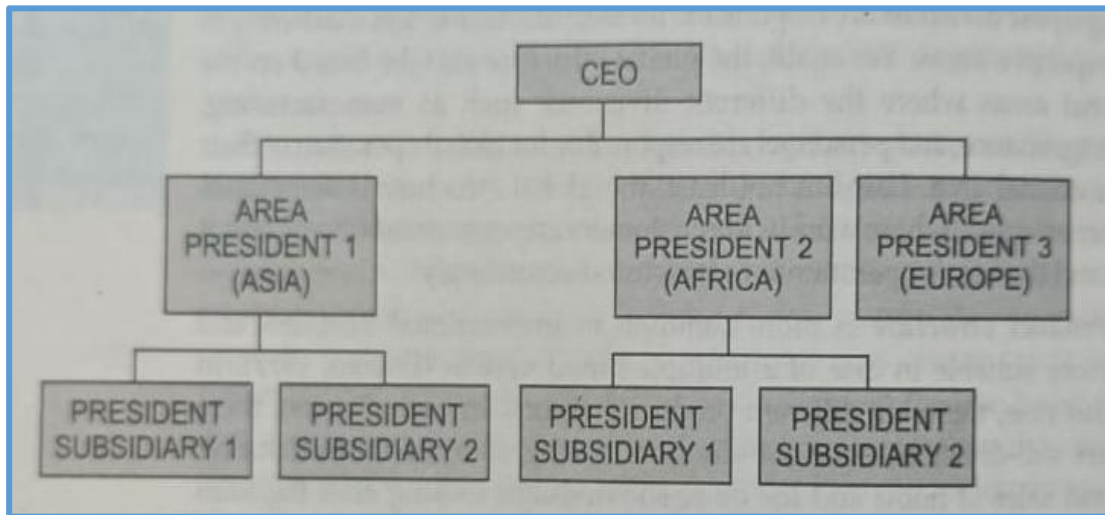 CEO
AREA
PRESIDENT 1
(ASIA)
AREA
PRESIDENT 2
(AFRICA)
AREA
PRESIDENT 3
(EUROPE)
PRESIDENT
SUBSIDIARY 1
PRESIDENT
SUBSIDIARY 2
PRESIDENT
SUBSIDIARY 1
PRESIDENT
SUBSIDIARY 2